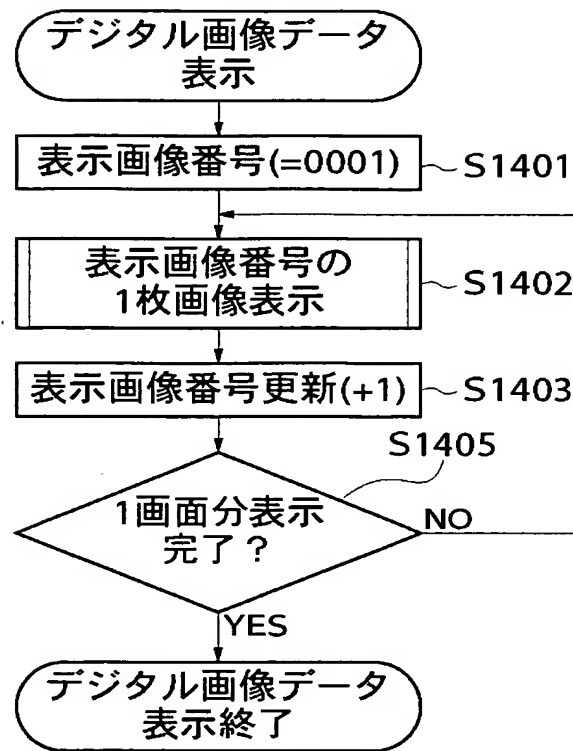 デジタル画像データ
表示
表示画像番号(=0001)
S1401
表示画像番号の
1枚画像表示
S1402
表示画像番号更新(+1)
S1403
S1405
1画面分表示
完了？
NO
YES
デジタル画像データ
表示終了